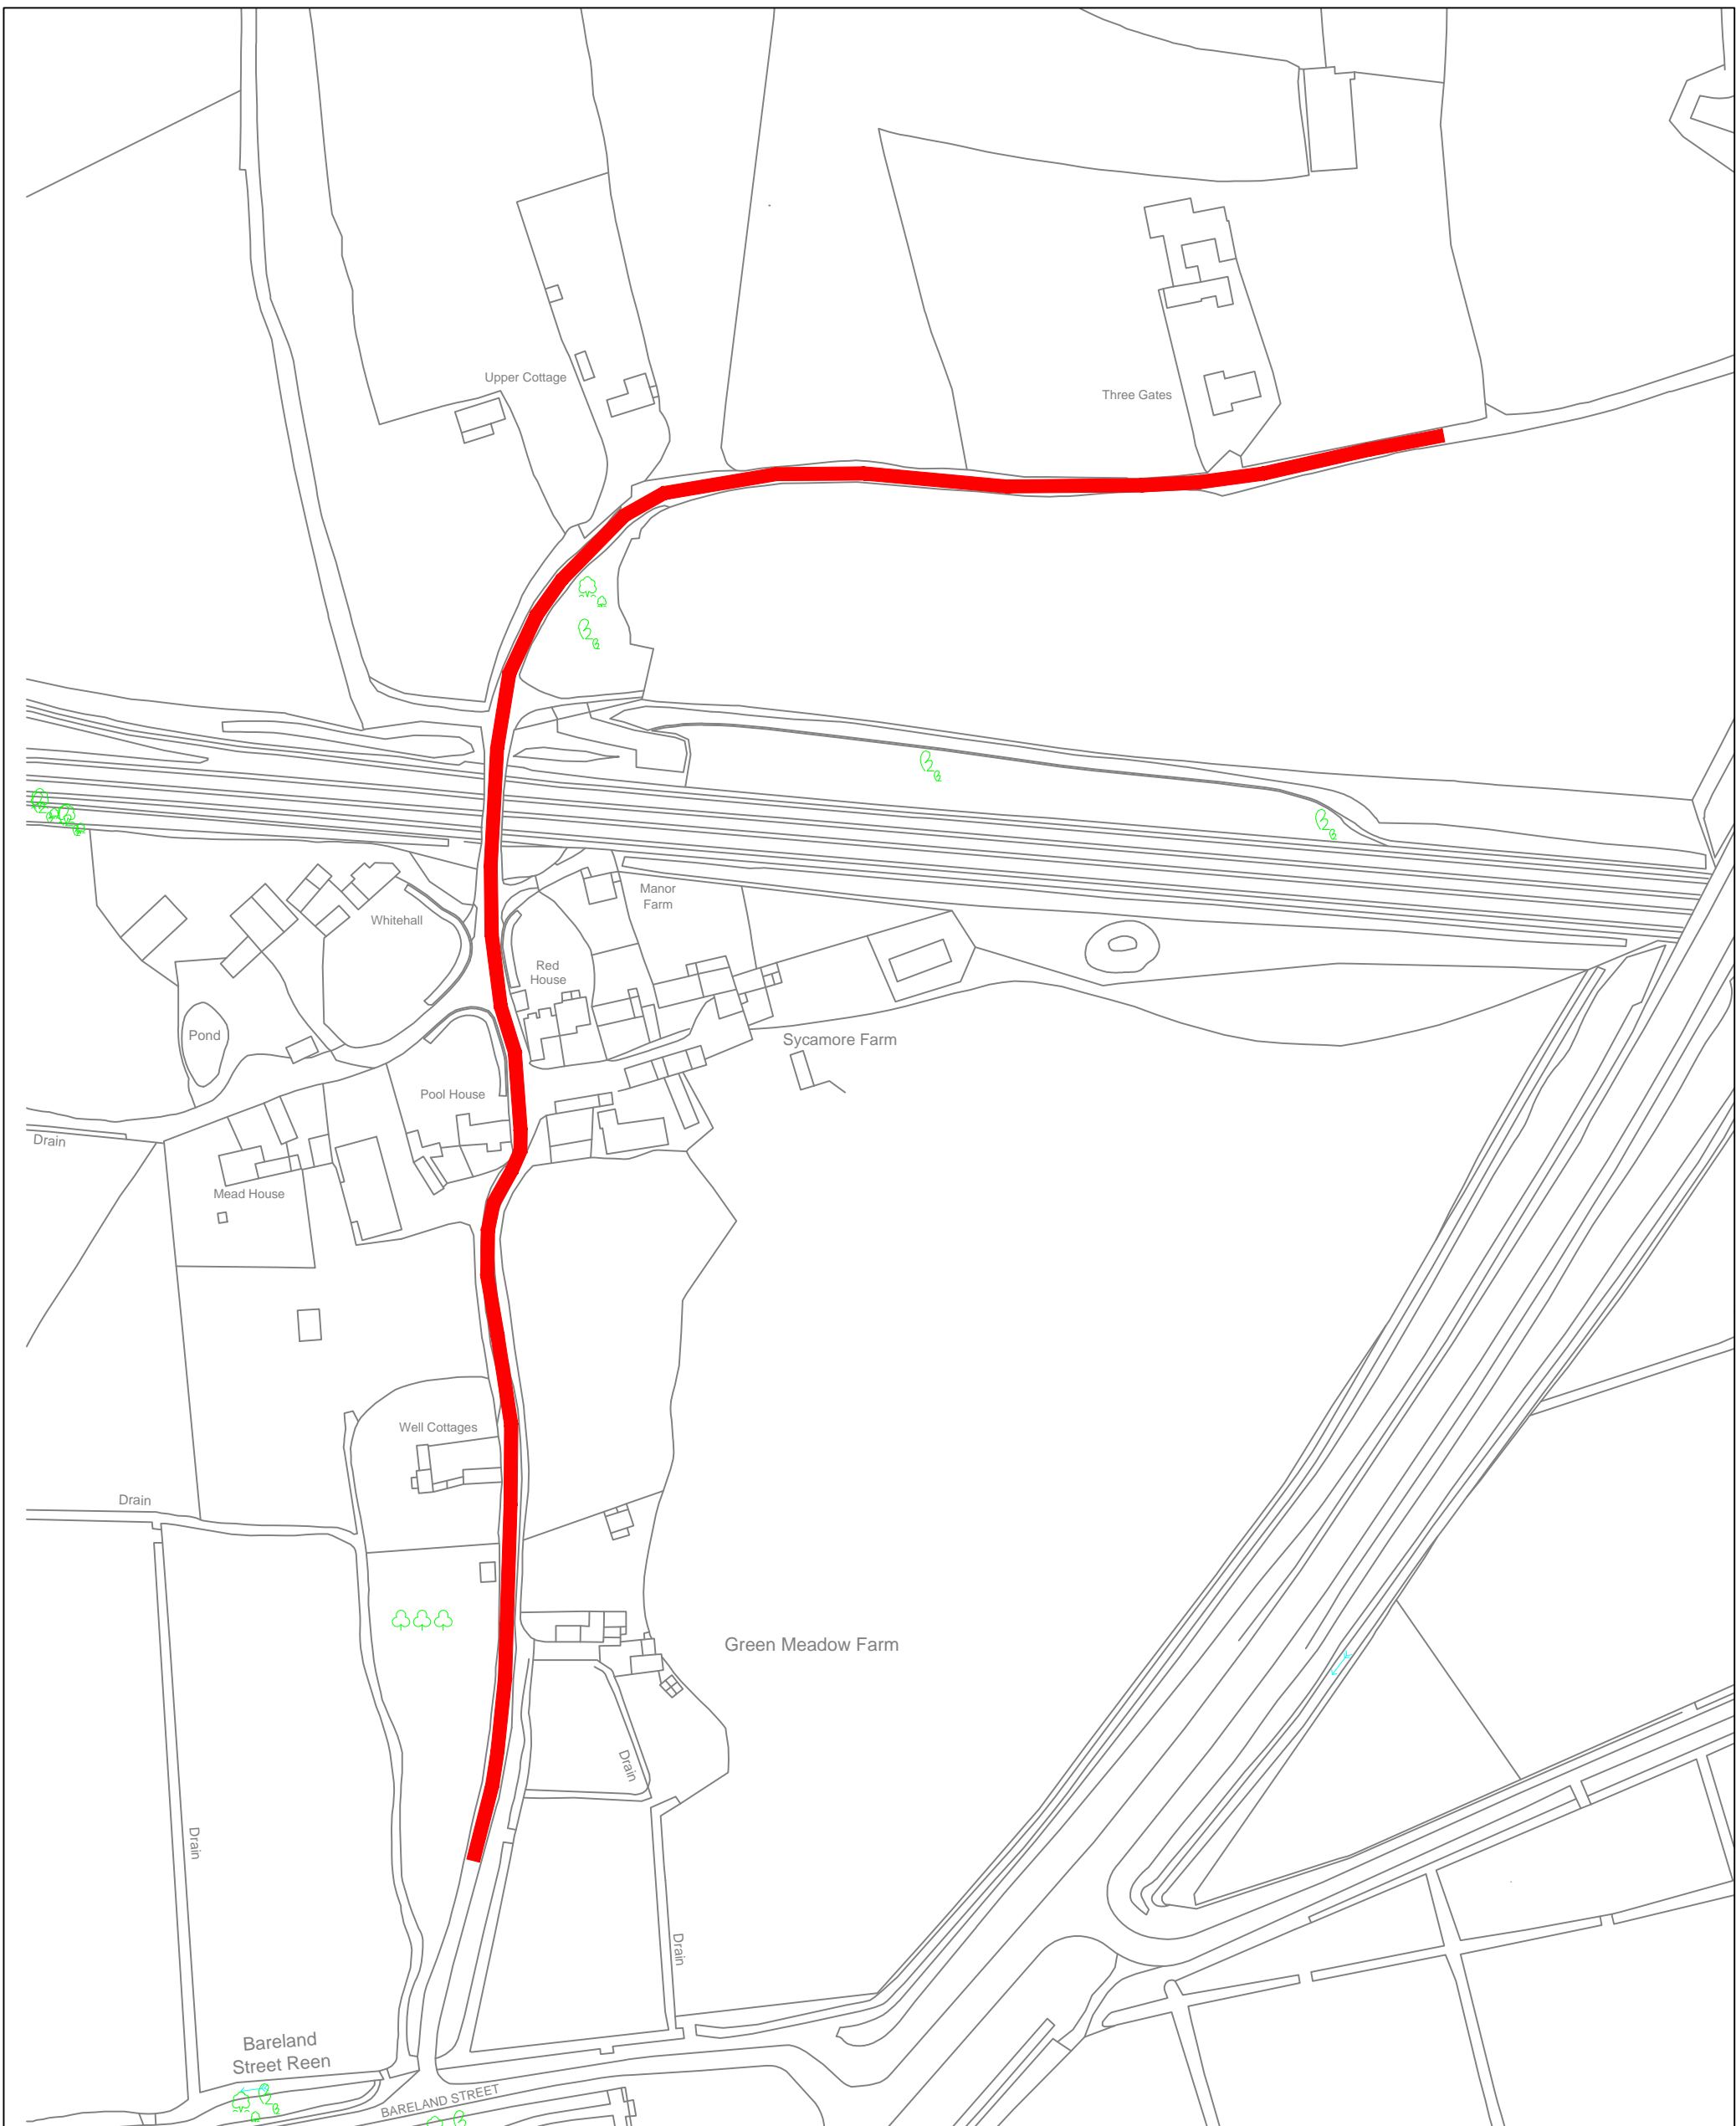 Upper Cottage
Three Gates
Manor
Farm
Whitehall
Red
House
Pond
Sycamore Farm
Pool House
Drain
Mead House
Well Cottages
Drain
Green Meadow Farm
Drain
Drain
Drain
Bareland
Street Reen
BARELAND STREET